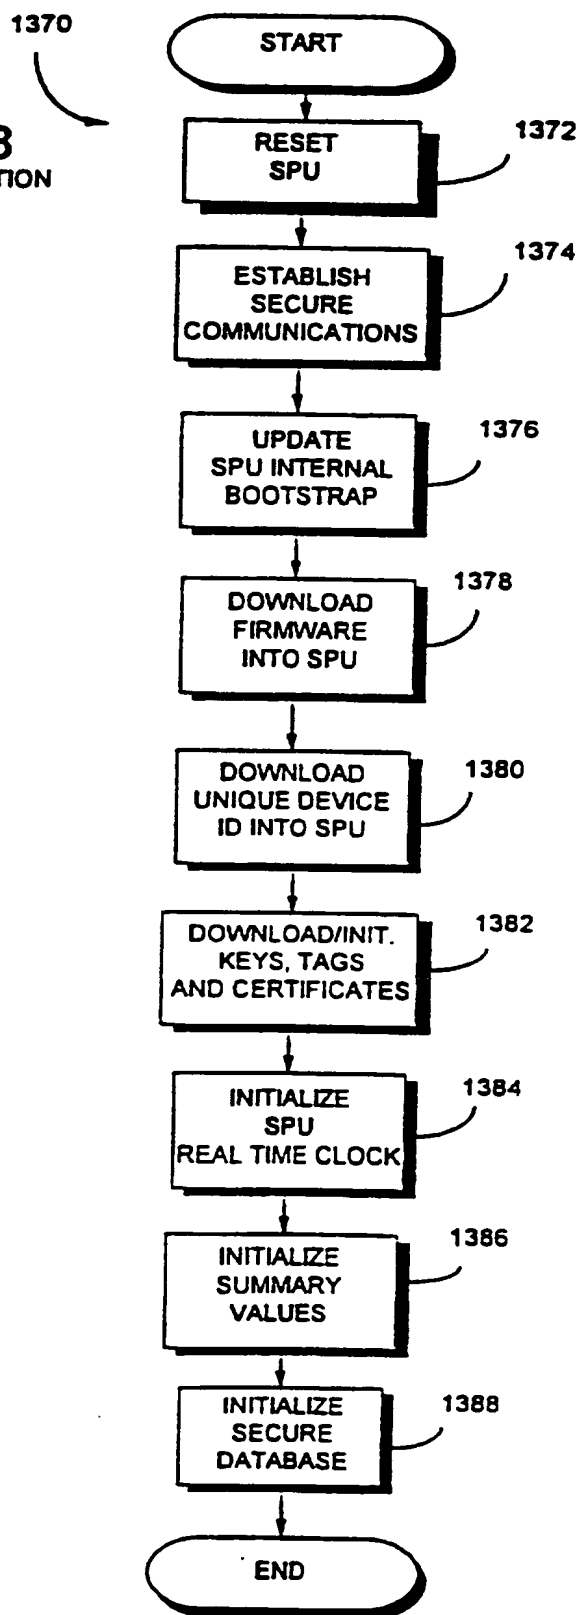 1370
START
RESET
SPU
1372
ESTABLISH
SECURE
COMMUNICATIONS
1374
UPDATE
SPU INTERNAL
BOOTSTRAP
1376
DOWNLOAD
FIRMWARE
INTO SPU
1378
DOWNLOAD
UNIQUE DEVICE
ID INTO SPU
1380
DOWNLOAD/INIT.
KEYS, TAGS
AND CERTIFICATES
1382
INITIALIZE
SPU
REAL TIME CLOCK
1384
INITIALIZE
SUMMARY
VALUES
1386
INITIALIZE
SECURE
DATABASE
1388
END